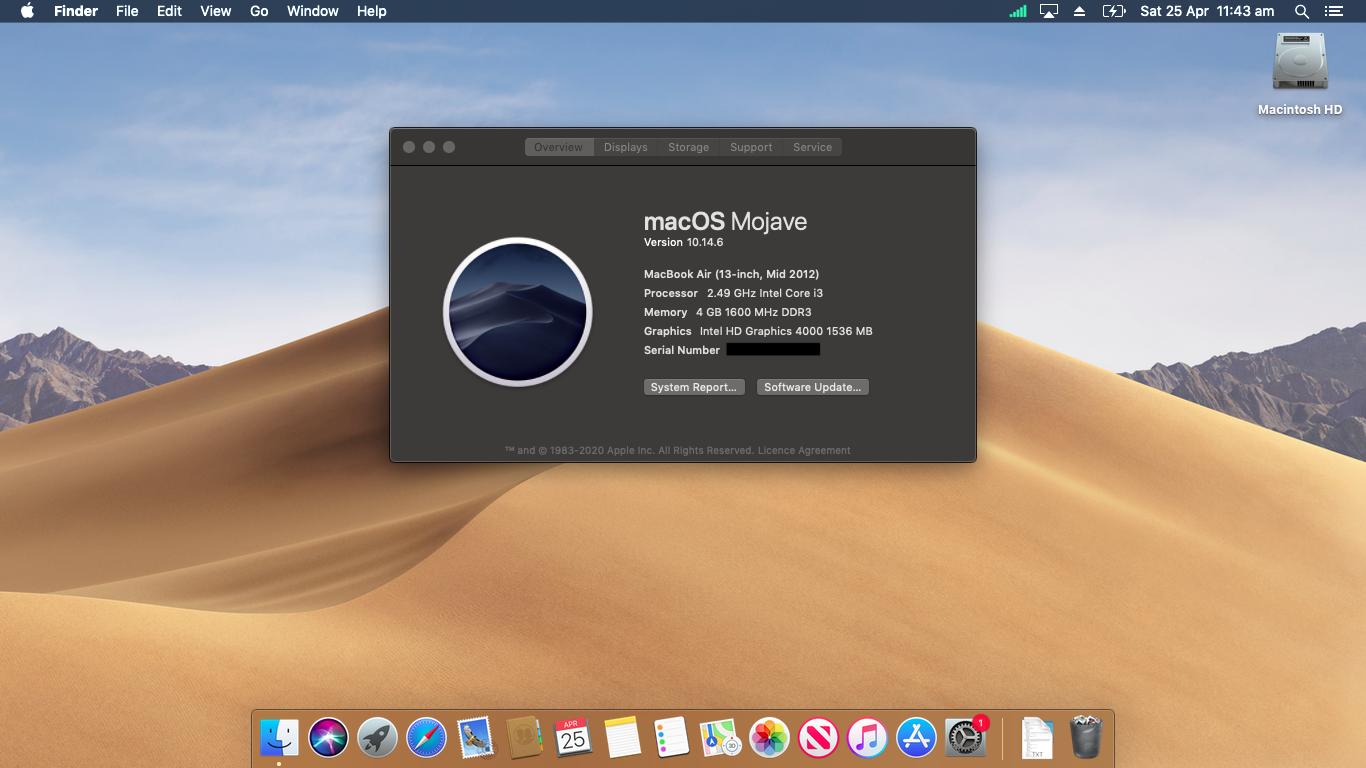 Finder File Edit View Go Window Help Sat 25 Apr 11:43 am
Macintosh HD
Overview Displays Storage Support Service
macOS Mojave
Version 10.14.6
MacBook Air (13-inch, Mid 2012)
Processor 2.49 GHz Intel Core i3
Memory 4 GB 1600 MHz DDR3
Graphics Intel HD Graphics 4000 1536 MB
Serial Number
System Report... Software Update...
™ and © 1983-2020 Apple Inc. All Rights Reserved. Licence Agreement
APR
25
3D
1
TXT